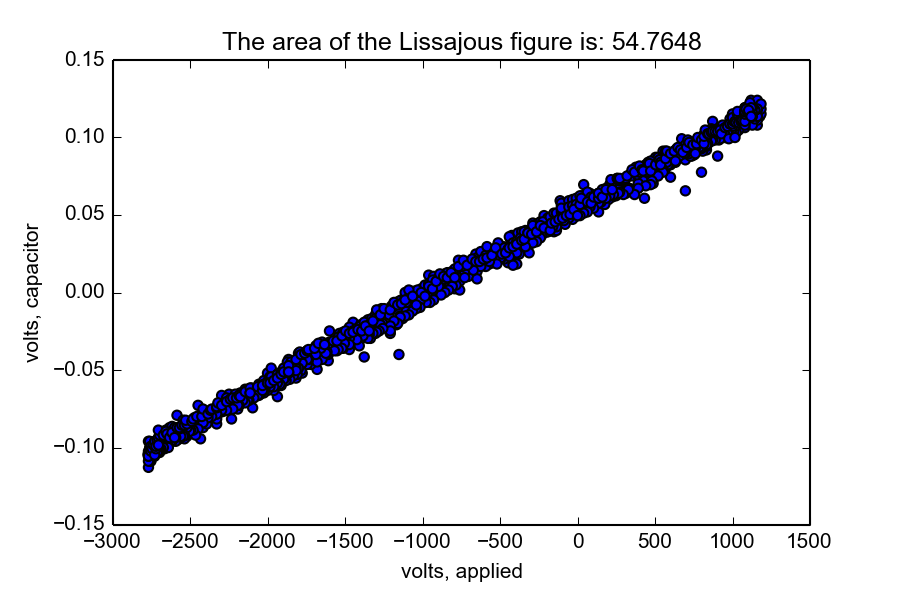 The area of the Lissajous figure is: 54.7648
0.15
0.10
0.05
0.00
−0.05
−0.10
−0.15
volts, capacitor
−3000 −2500 −2000 −1500 −1000 −500 0 500 1000 1500
volts, applied